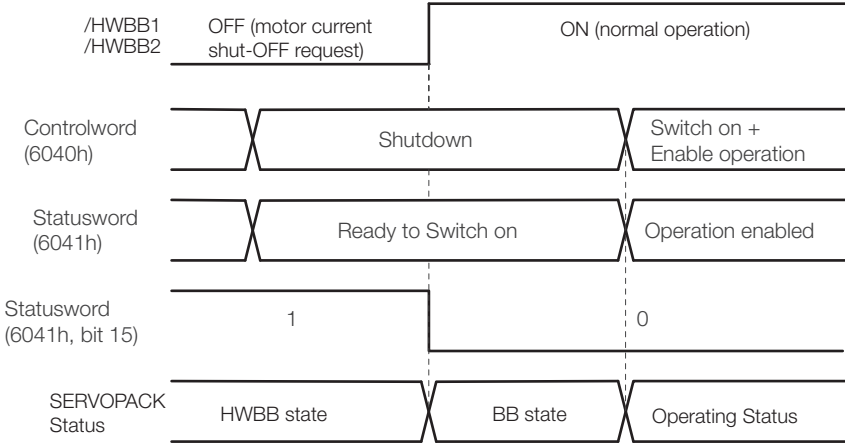 /HWBB1
/HWBB2
OFF (motor current
shut-OFF request)
ON (normal operation)
Controlword
(6040h)
Shutdown
Switch on +
Enable operation
Statusword
(6041h)
Ready to Switch on
Operation enabled
Statusword
(6041h, bit 15)
1
0
SERVOPACK
Status
HWBB state
BB state
Operating Status